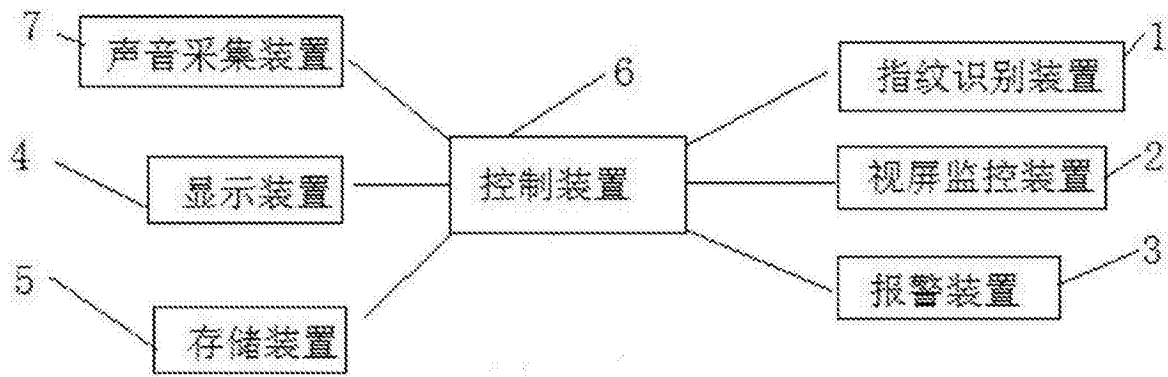 7
声音采集装置
1
指纹识别装置
6
控制装置
4
显示装置
2
视屏监控装置
5
存储装置
3
报警装置